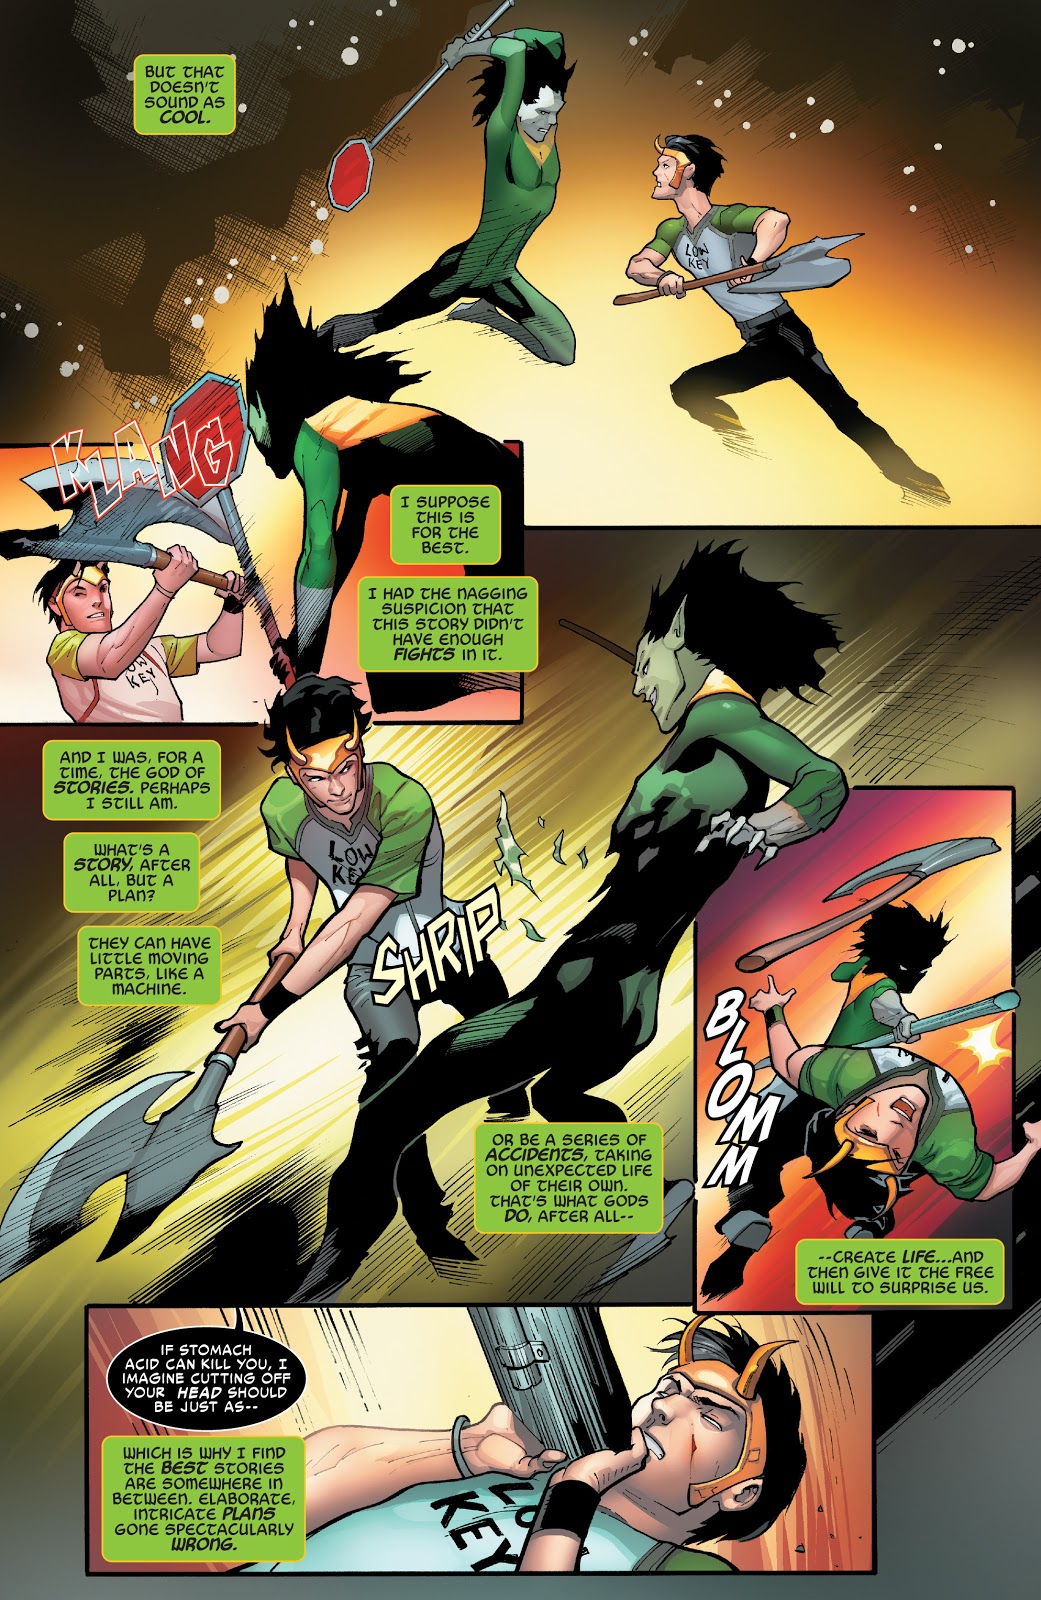 BUT THAT
DOESN'T
SOUND AS
COOL.
LOW
KEY
KLANG
I SUPPOSE
THIS IS
FOR THE
BEST.
I HAD THE NAGGING
SUSPICION THAT
THIS STORY DIDN'T
HAVE ENOUGH
FIGHTS IN IT.
LOW
KEY
AND I WAS, FOR A
TIME, THE GOD OF
STORIES. PERHAPS
I STILL AM.
WHAT'S A
STORY, AFTER
ALL, BUT A
PLAN?
THEY CAN HAVE
LITTLE MOVING
PARTS, LIKE A
MACHINE.
LOW
KEY
SHRIP
OR BE A SERIES OF
ACCIDENTS, TAKING
ON UNEXPECTED LIFE
OF THEIR OWN.
THAT'S WHAT GODS
DO, AFTER ALL--
BLOMM
--CREATE LIFE...AND
THEN GIVE IT THE FREE
WILL TO SURPRISE US.
IF STOMACH
ACID CAN KILL YOU, I
IMAGINE CUTTING OFF
YOUR HEAD SHOULD
BE JUST AS--
WHICH IS WHY I FIND
THE BEST STORIES
ARE SOMEWHERE IN
BETWEEN. ELABORATE,
INTRICATE PLANS
GONE SPECTACULARLY
WRONG.
LOW
KEY